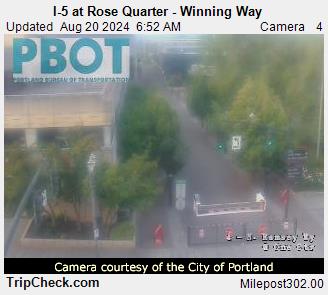 I-5 at Rose Quarter - Winning Way
Updated  Aug 20 2024  6:52 AM
Camera  4
PBOT
PORTLAND BUREAU OF TRANSPORTATION
Camera courtesy of the City of Portland
TripCheck.com
Milepost302.00